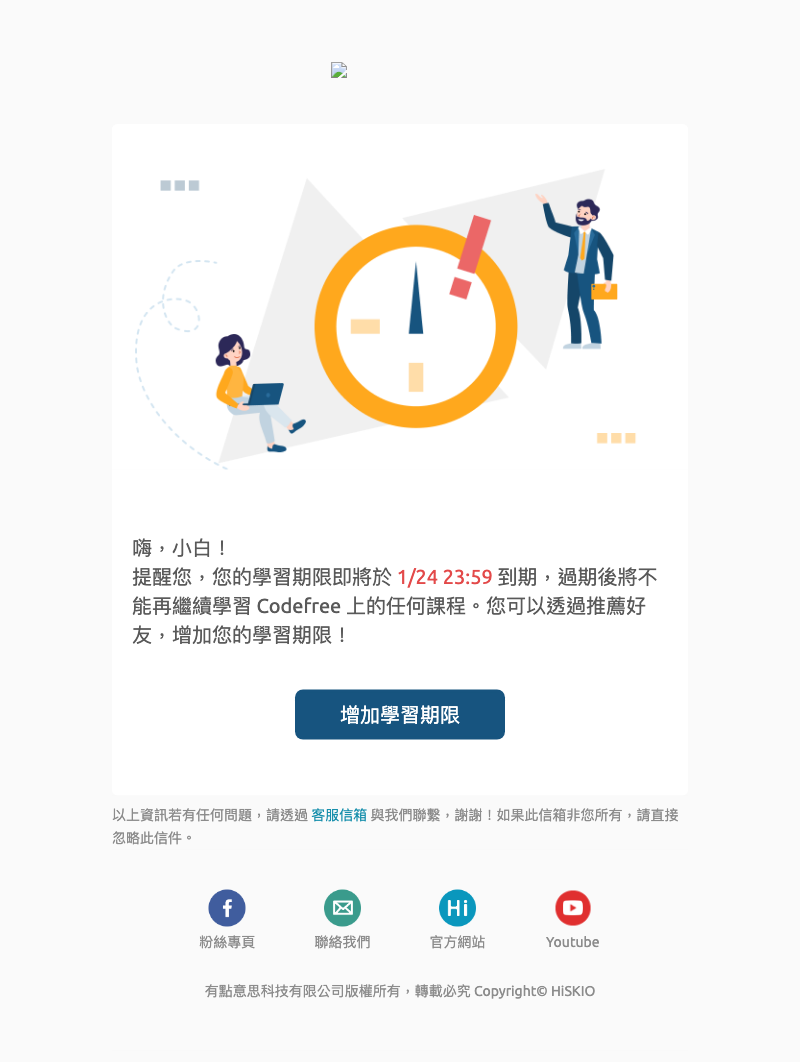 嗨，小白！
提醒您，您的學習期限即將於 1/24 23:59 到期，過期後將不
能再繼續學習 Codefree 上的任何課程。您可以透過推薦好
友，增加您的學習期限！
增加學習期限
以上資訊若有任何問題，請透過 客服信箱 與我們聯繫，謝謝！如果此信箱非您所有，請直接
忽略此信件。
Hi
粉絲專頁 聯絡我們 官方網站 Youtube
有點意思科技有限公司版權所有，轉載必究 Copyright© HiSKIO